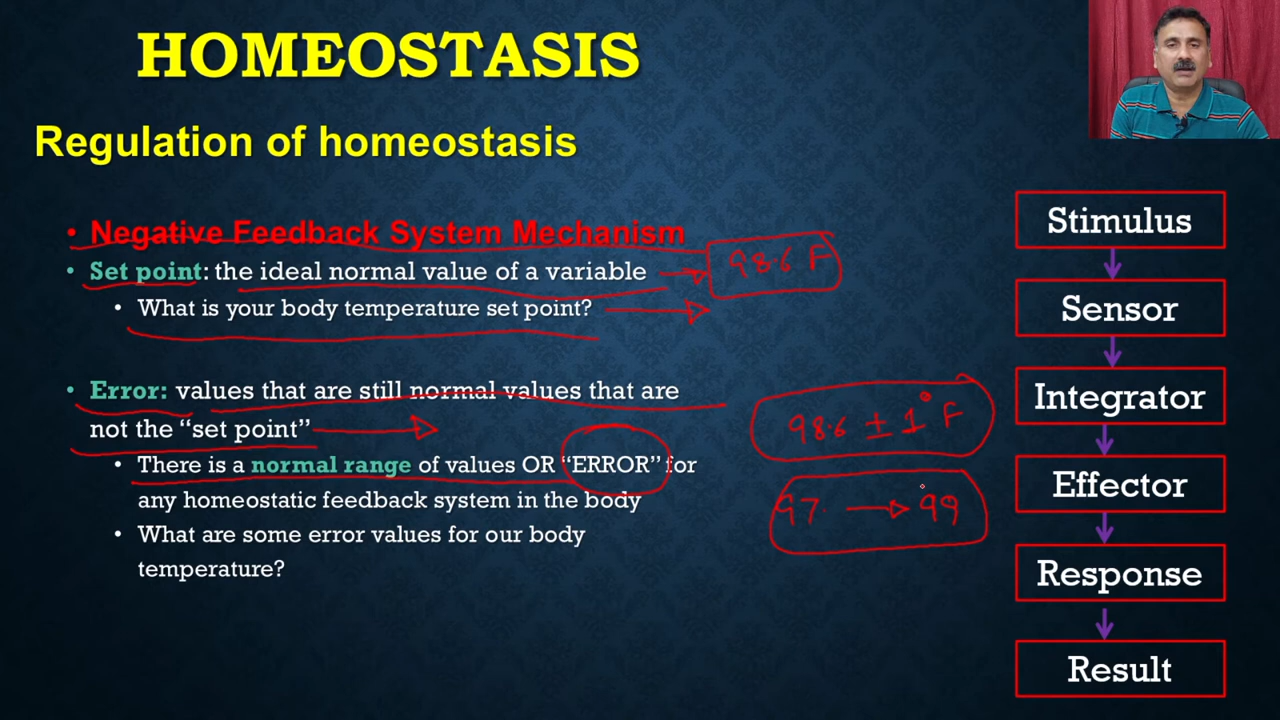 HOMEOSTASIS
Regulation of homeostasis
• Negative Feedback System Mechanism
• Set point: the ideal normal value of a variable
98.6 F
• What is your body temperature set point?
• Error: values that are still normal values that are
not the “set point”
98.6 ± 1° F
• There is a normal range of values OR “ERROR” for
any homeostatic feedback system in the body
97. → 99
• What are some error values for our body
temperature?
Stimulus
Sensor
Integrator
Effector
Response
Result